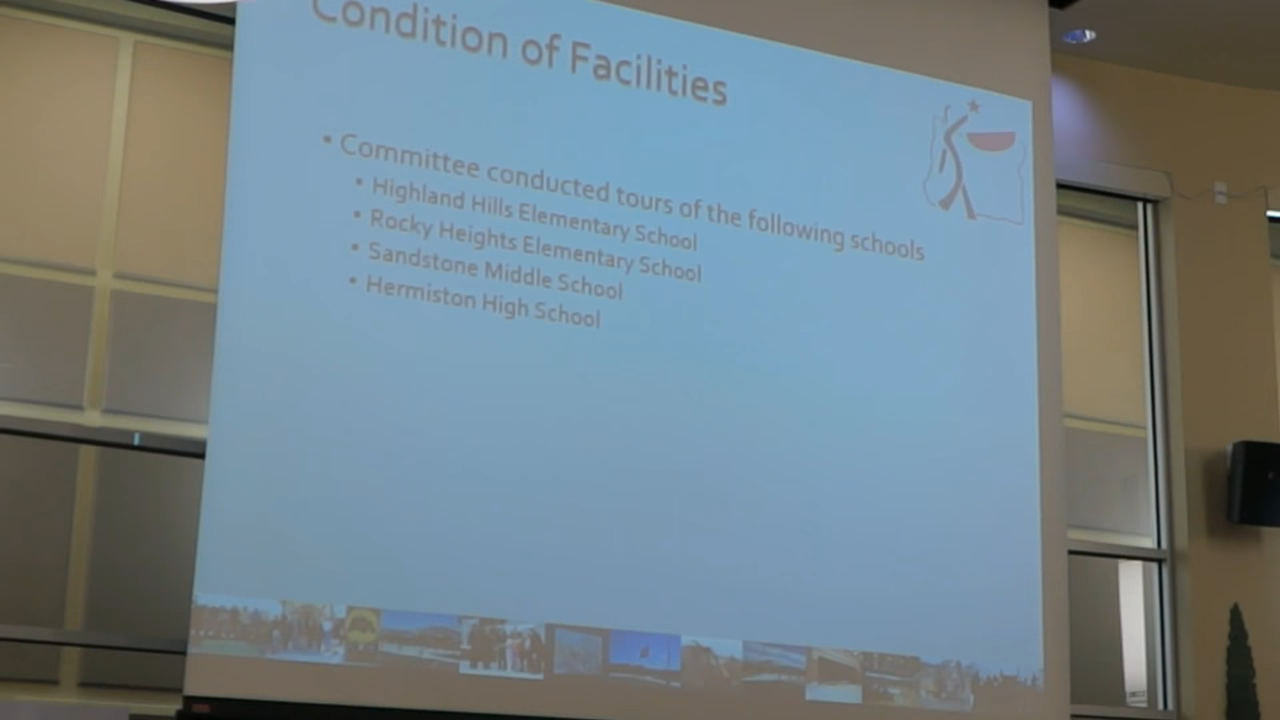 Condition of Facilities
• Committee conducted tours of the following schools
• Highland Hills Elementary School
• Rocky Heights Elementary School
• Sandstone Middle School
• Hermiston High School